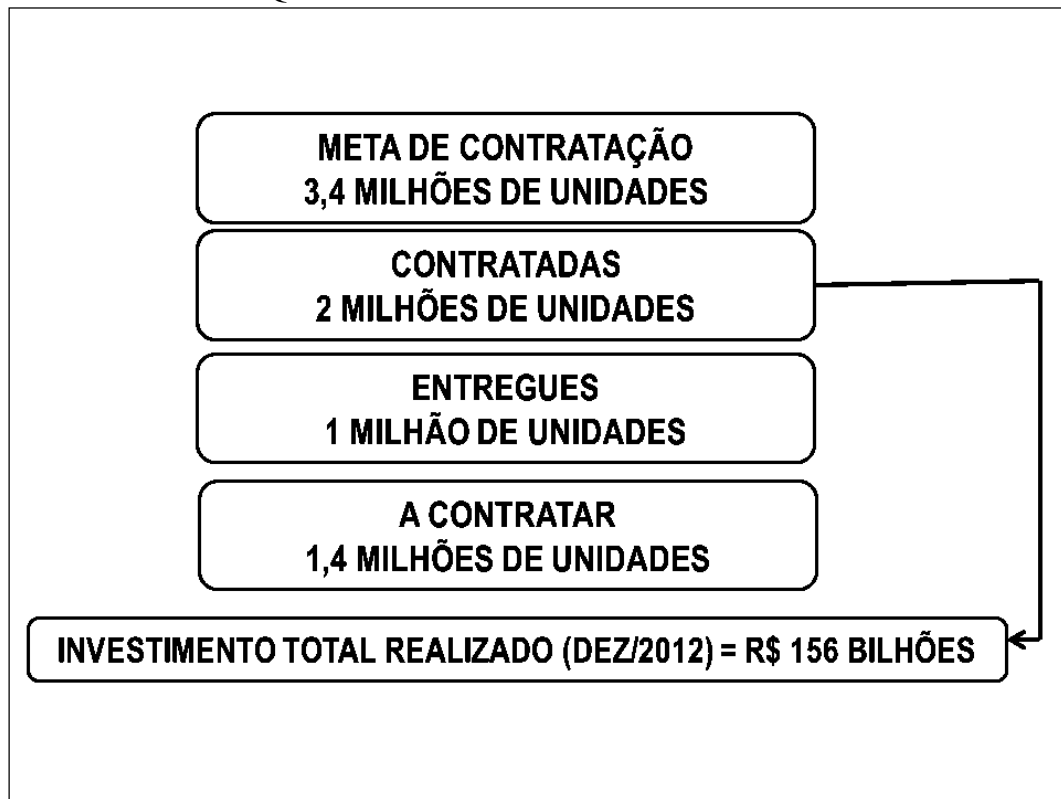 META DE CONTRATAÇÃO
3,4 MILHÕES DE UNIDADES
CONTRATADAS
2 MILHÕES DE UNIDADES
ENTREGUES
1 MILHÃO DE UNIDADES
A CONTRATAR
1,4 MILHÕES DE UNIDADES
INVESTIMENTO TOTAL REALIZADO (DEZ/2012) = R$ 156 BILHÕES